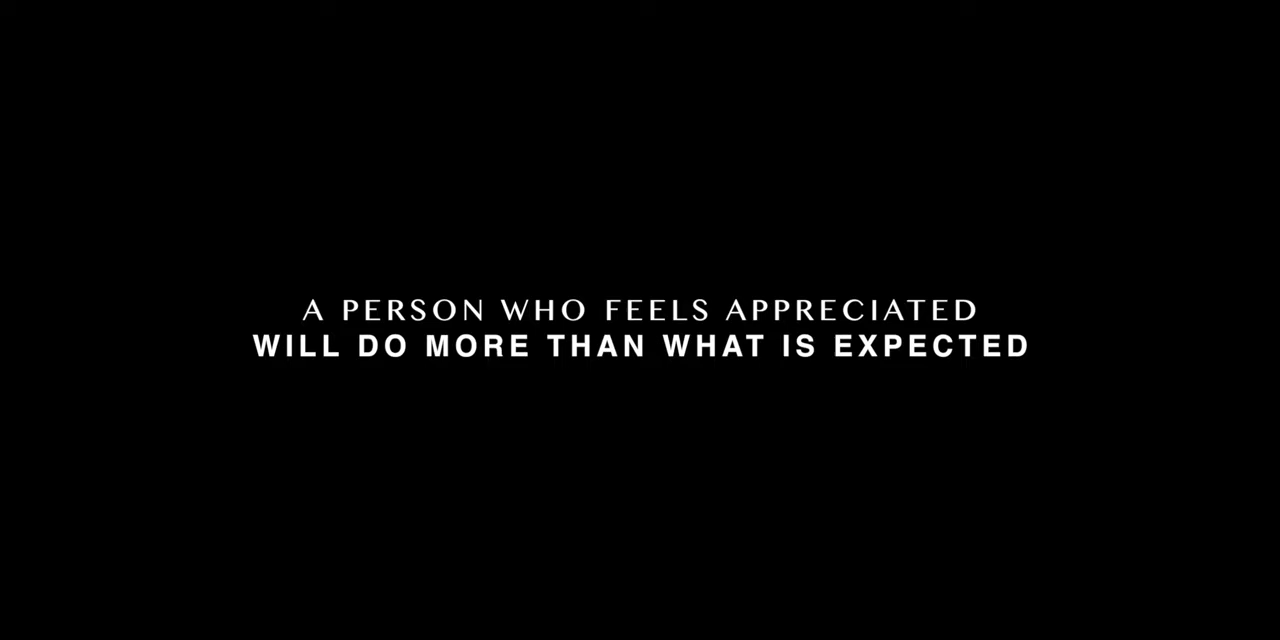 A PERSON WHO FEELS APPRECIATED
WILL DO MORE THAN WHAT IS EXPECTED